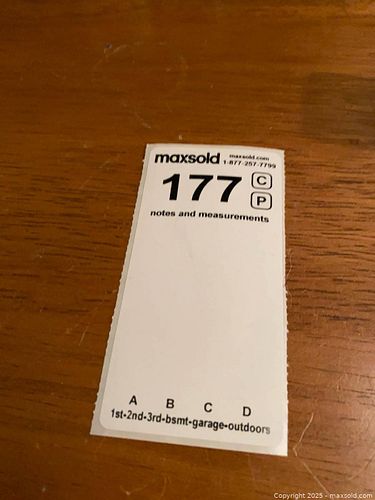 maxsold maxsold.com
1-877-257-7799
177 C
P
notes and measurements
A B C D
1st-2nd-3rd-bsmt-garage-outdoors
Copyright 2025 - maxsold.com